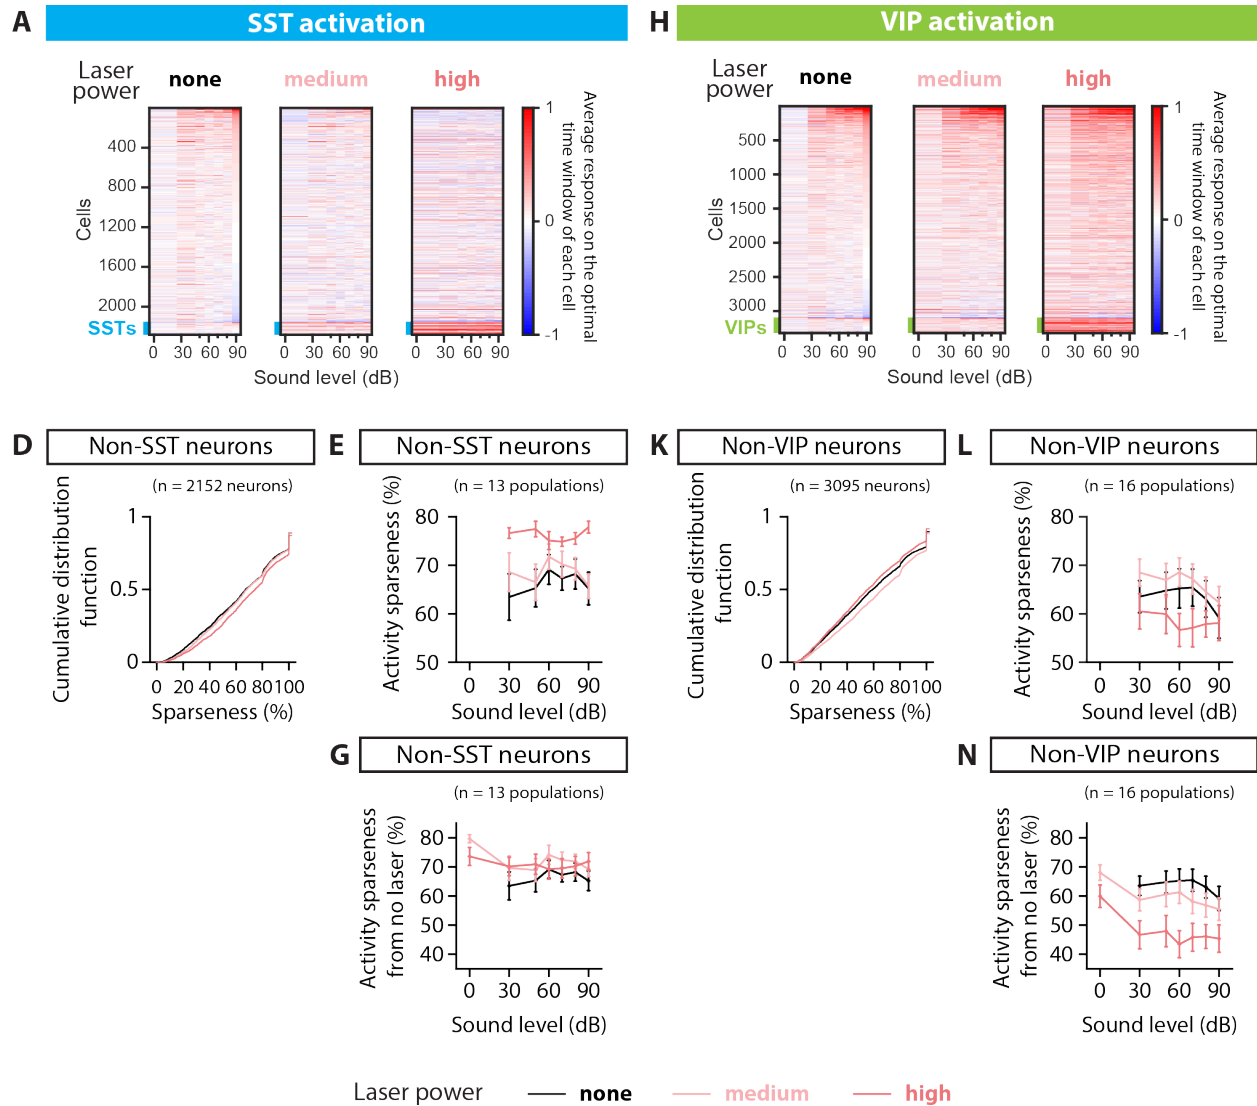 A
SST activation
Laser
power
none
medium
high
400
800
1200
1600
2000
Cells
SSTs
0
30
60
90
0
30
60
90
0
30
60
90
Sound level (dB)
1
0
-1
Average response on the optimal
time window of each cell
H
VIP activation
Laser
power
none
medium
high
500
1000
1500
2000
2500
3000
Cells
VIPs
0
30
60
90
0
30
60
90
0
30
60
90
Sound level (dB)
1
0
-1
Average response on the optimal
time window of each cell
D
Non-SST neurons
(n = 2152 neurons)
Cumulative distribution
function
1
0.5
0
0
20
40
60
80
100
Sparseness (%)
E
Non-SST neurons
(n = 13 populations)
Activity sparseness (%)
80
70
60
50
0
30
60
90
Sound level (dB)
K
Non-VIP neurons
(n = 3095 neurons)
Cumulative distribution
function
1
0.5
0
0
20
40
60
80
100
Sparseness (%)
L
Non-VIP neurons
(n = 16 populations)
Activity sparseness (%)
80
70
60
50
0
30
60
90
Sound level (dB)
G
Non-SST neurons
(n = 13 populations)
Activity sparseness
from no laser (%)
80
70
60
50
40
0
30
60
90
Sound level (dB)
N
Non-VIP neurons
(n = 16 populations)
Activity sparseness
from no laser (%)
80
70
60
50
40
0
30
60
90
Sound level (dB)
Laser power
none
medium
high